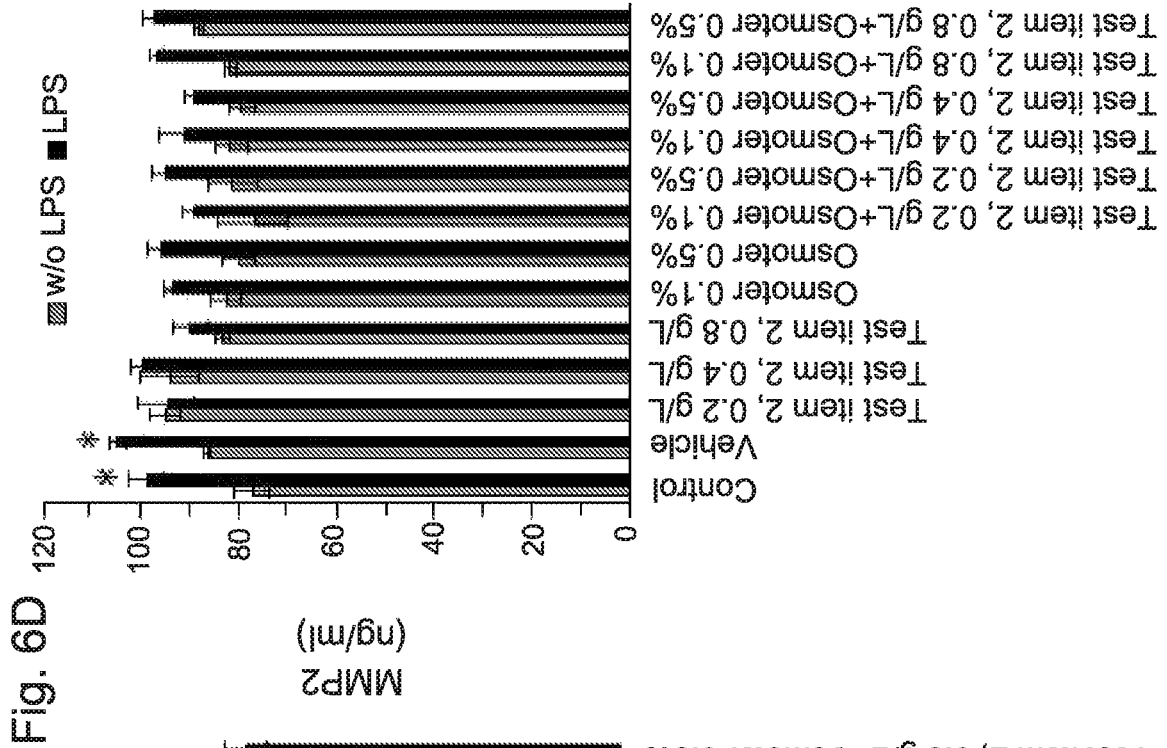 Fig. 6D
w/o LPS LPS
MMP2
(ng/ml)
120
100
80
60
40
20
0
*
*
Control
Vehicle
Test item 2, 0.2 g/L
Test item 2, 0.4 g/L
Test item 2, 0.8 g/L
Osmoter 0.1%
Osmoter 0.5%
Test item 2, 0.2 g/L+Osmoter 0.1%
Test item 2, 0.2 g/L+Osmoter 0.5%
Test item 2, 0.4 g/L+Osmoter 0.1%
Test item 2, 0.4 g/L+Osmoter 0.5%
Test item 2, 0.8 g/L+Osmoter 0.1%
Test item 2, 0.8 g/L+Osmoter 0.5%